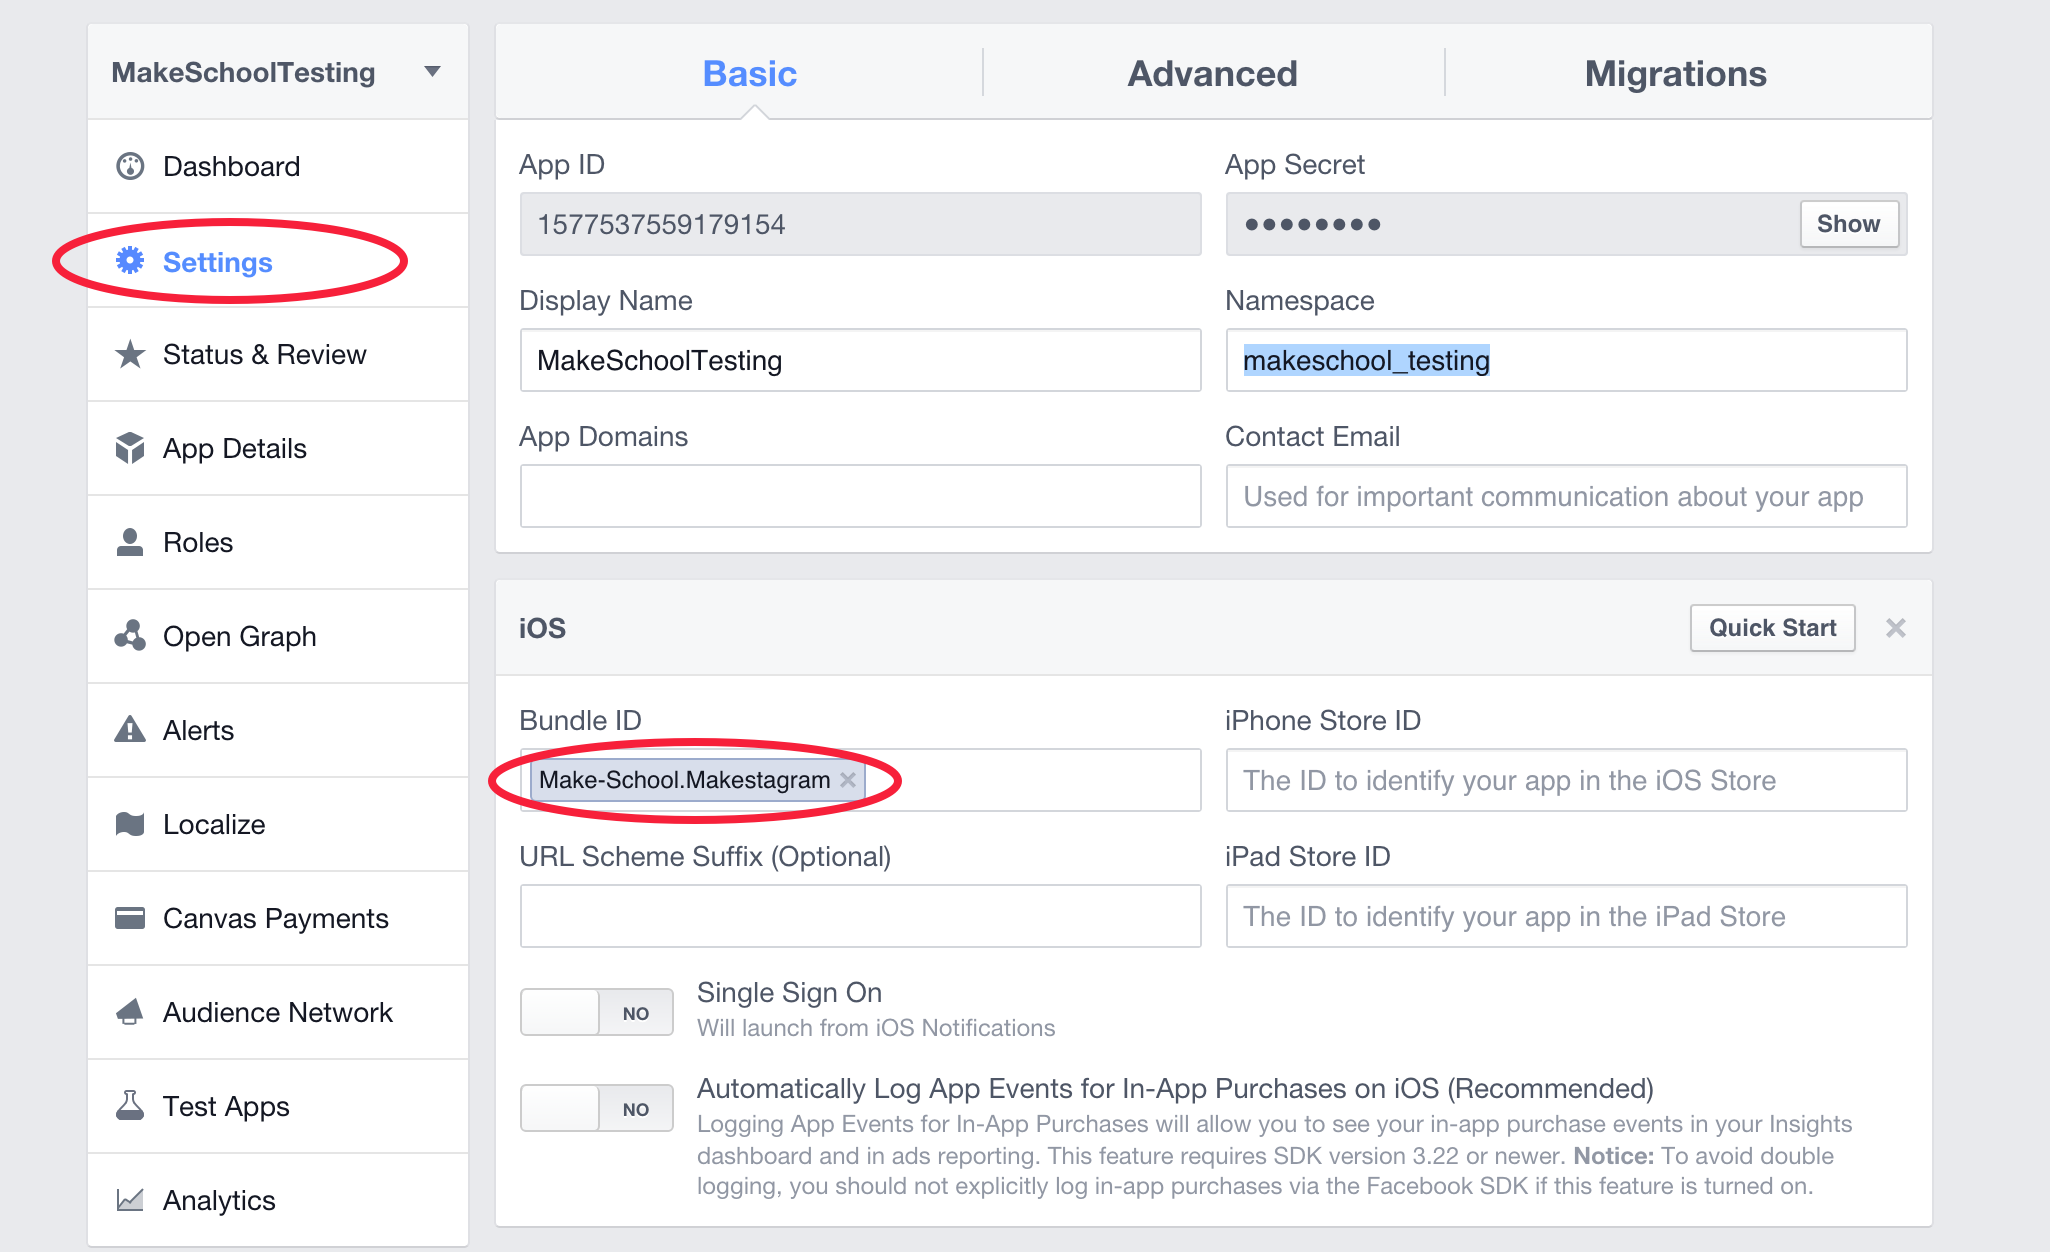 MakeSchoolTesting
Dashboard
Settings
Status & Review
App Details
Roles
Open Graph
Alerts
Localize
Canvas Payments
Audience Network
Test Apps
Analytics
Basic Advanced Migrations
App ID App Secret
1577537559179154 •••••••• Show
Display Name Namespace
MakeSchoolTesting makeschool_testing
App Domains Contact Email
Used for important communication about your app
iOS Quick Start ×
Bundle ID iPhone Store ID
Make-School.Makestagram × The ID to identify your app in the iOS Store
URL Scheme Suffix (Optional) iPad Store ID
The ID to identify your app in the iPad Store
NO Single Sign On
Will launch from iOS Notifications
NO Automatically Log App Events for In-App Purchases on iOS (Recommended)
Logging App Events for In-App Purchases will allow you to see your in-app purchase events in your Insights
dashboard and in ads reporting. This feature requires SDK version 3.22 or newer. Notice: To avoid double
logging, you should not explicitly log in-app purchases via the Facebook SDK if this feature is turned on.